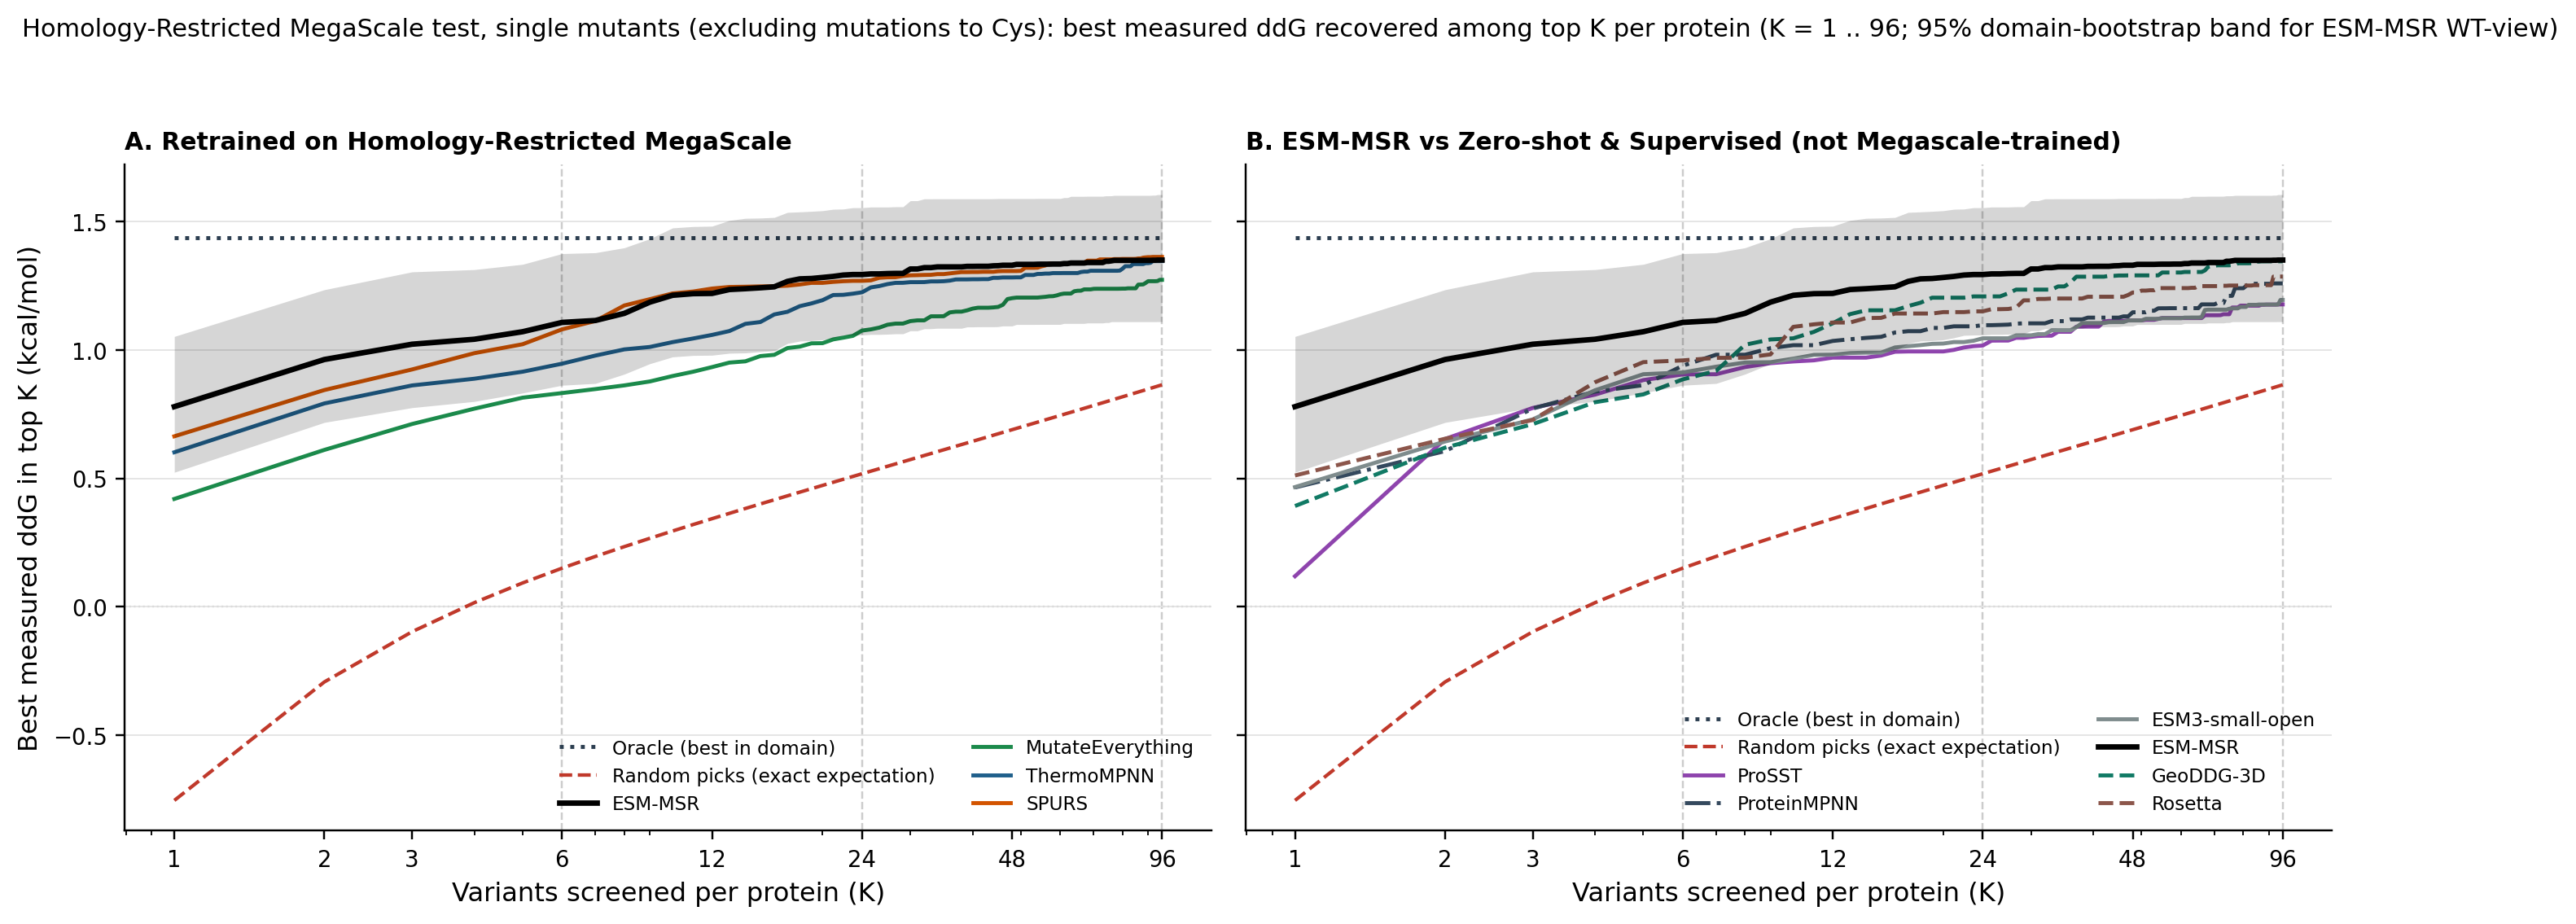 Homology-Restricted MegaScale test, single mutants (excluding mutations to Cys): best measured ddG recovered among top K per protein (K = 1 .. 96; 95% domain-bootstrap band for ESM-MSR WT-view)
A. Retrained on Homology-Restricted MegaScale
Best measured ddG in top K (kcal/mol)
1.5
1.0
0.5
0.0
−0.5
Oracle (best in domain)
Random picks (exact expectation)
ESM-MSR
MutateEverything
ThermoMPNN
SPURS
1 2 3 6 12 24 48 96
Variants screened per protein (K)
B. ESM-MSR vs Zero-shot & Supervised (not Megascale-trained)
Oracle (best in domain)
Random picks (exact expectation)
ProSST
ProteinMPNN
ESM3-small-open
ESM-MSR
GeoDDG-3D
Rosetta
1 2 3 6 12 24 48 96
Variants screened per protein (K)